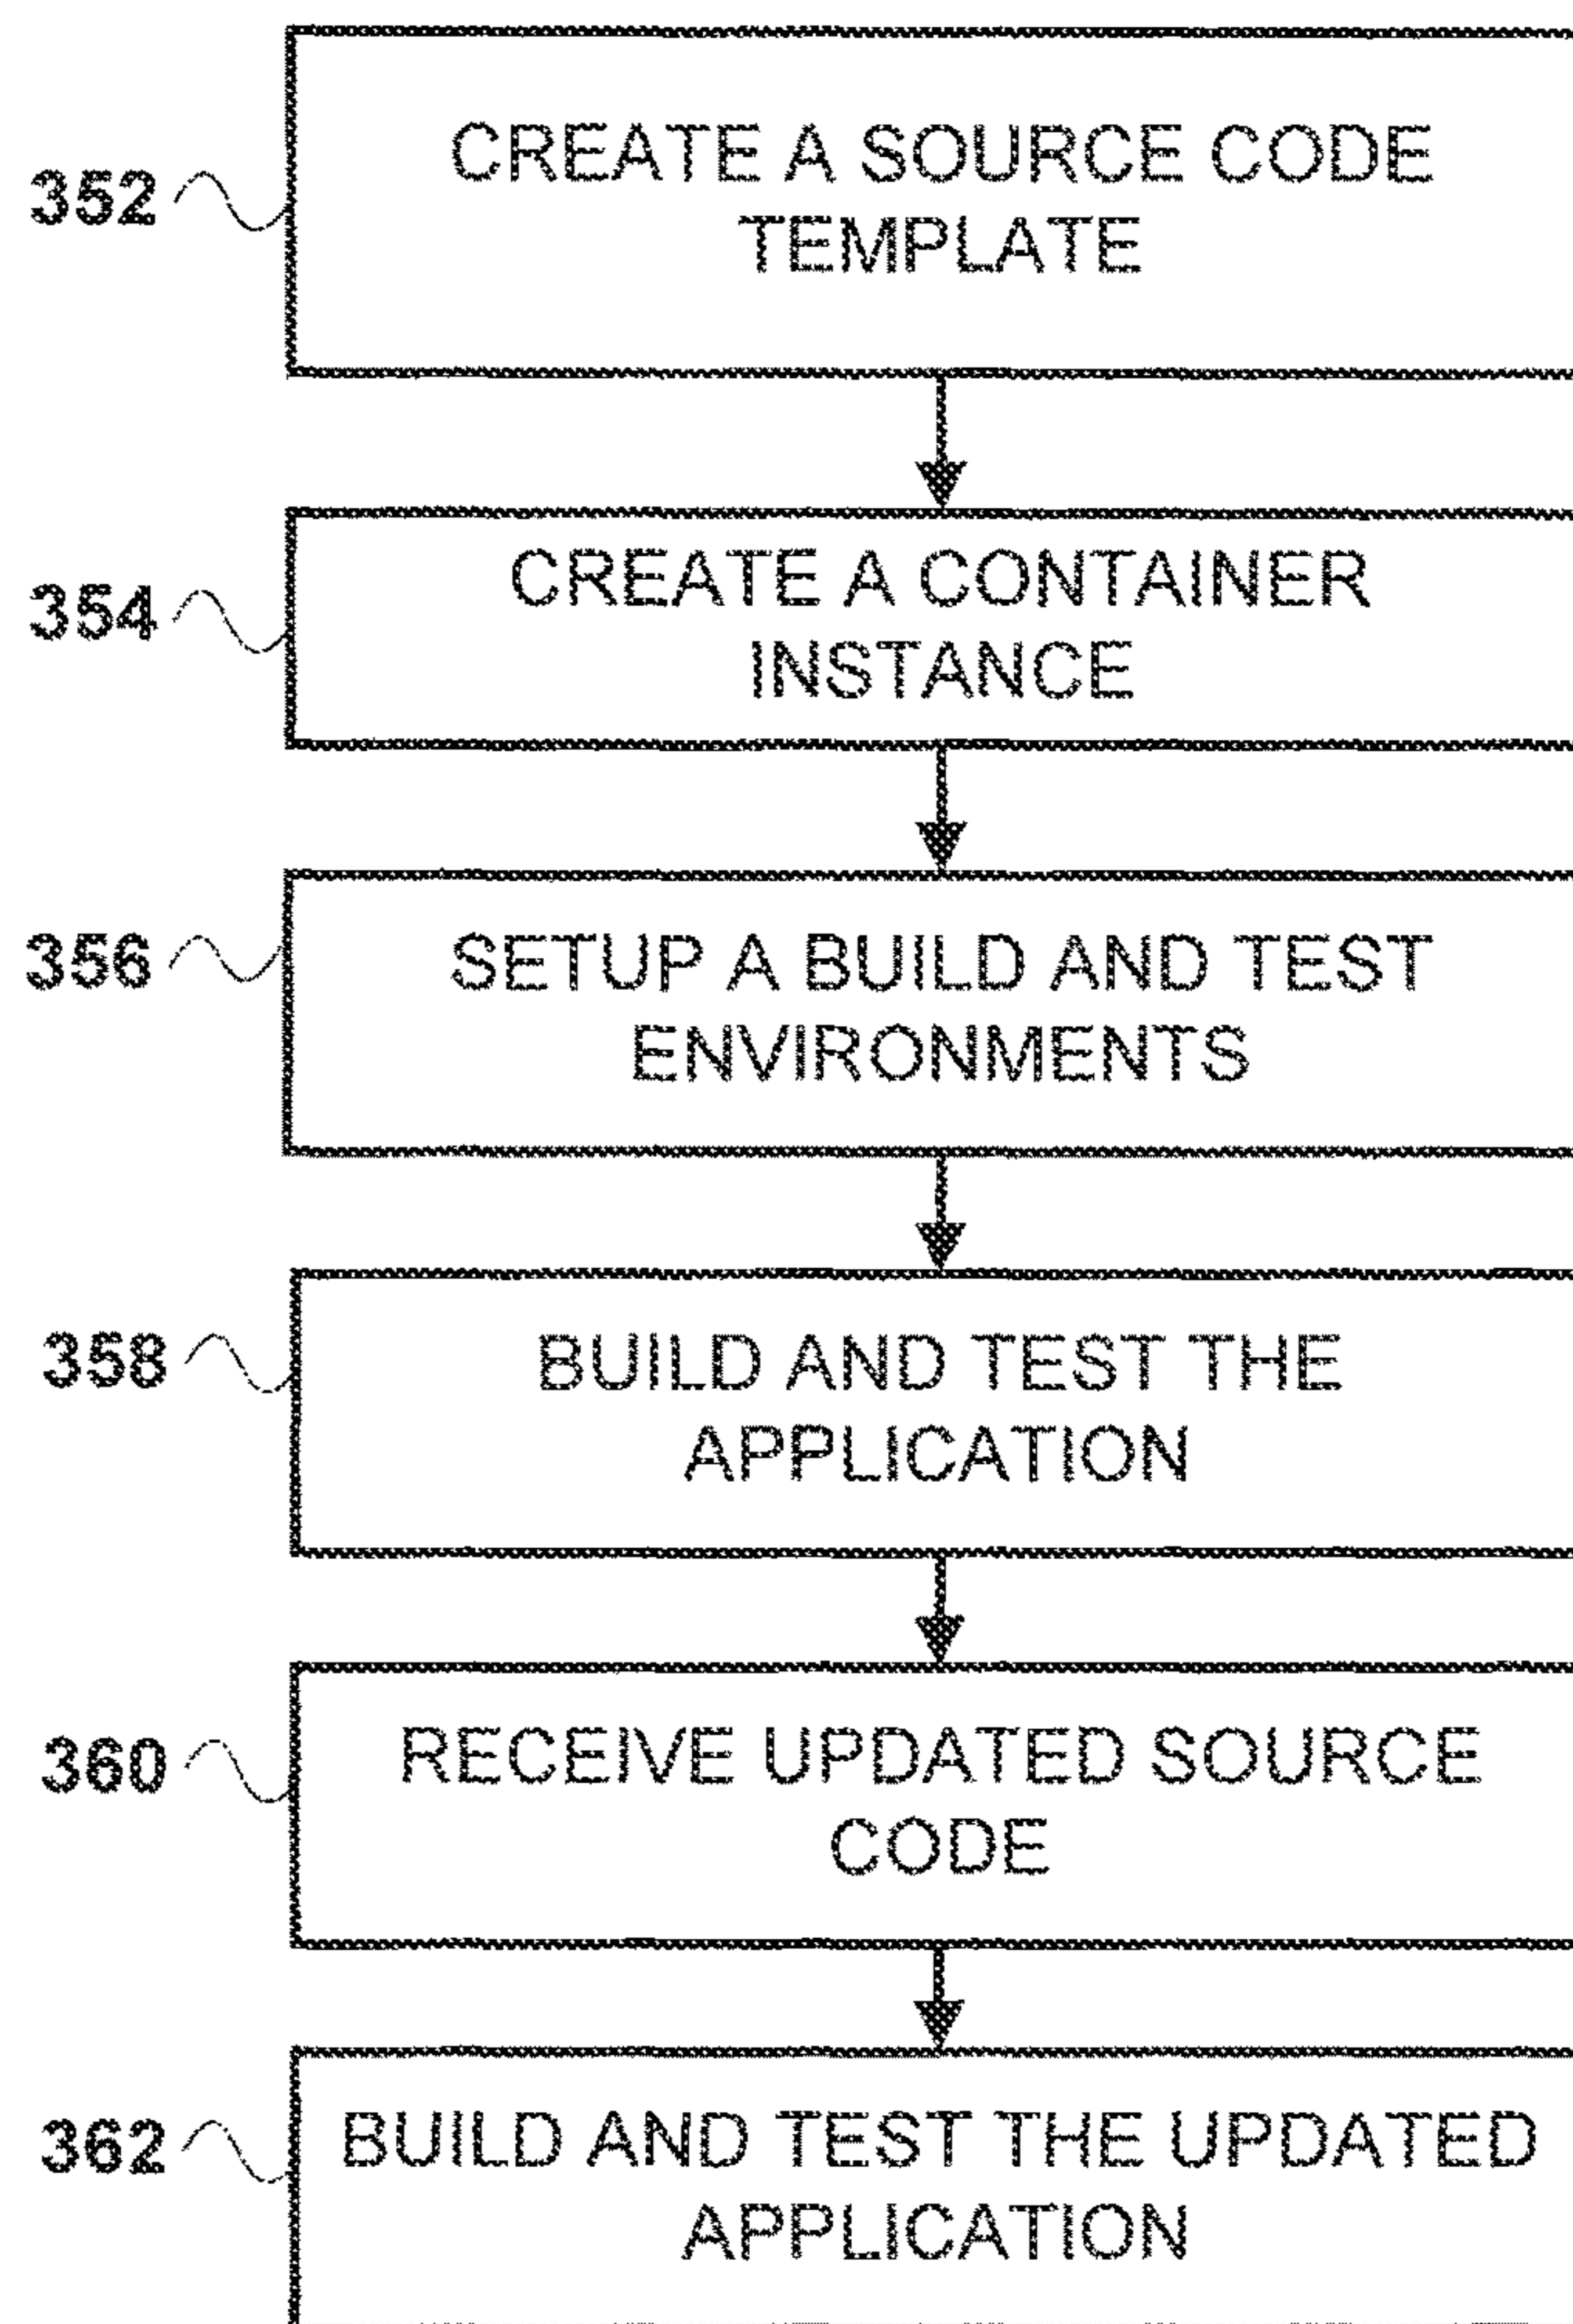 CREATE A SOURCE CODE
TEMPLATE
352
CREATE A CONTAINER
INSTANCE
354
SETUP A BUILD AND TEST
ENVIRONMENTS
356
BUILD AND TEST THE
APPLICATION
358
RECEIVE UPDATED SOURCE
CODE
360
BUILD AND TEST THE UPDATED
APPLICATION
362